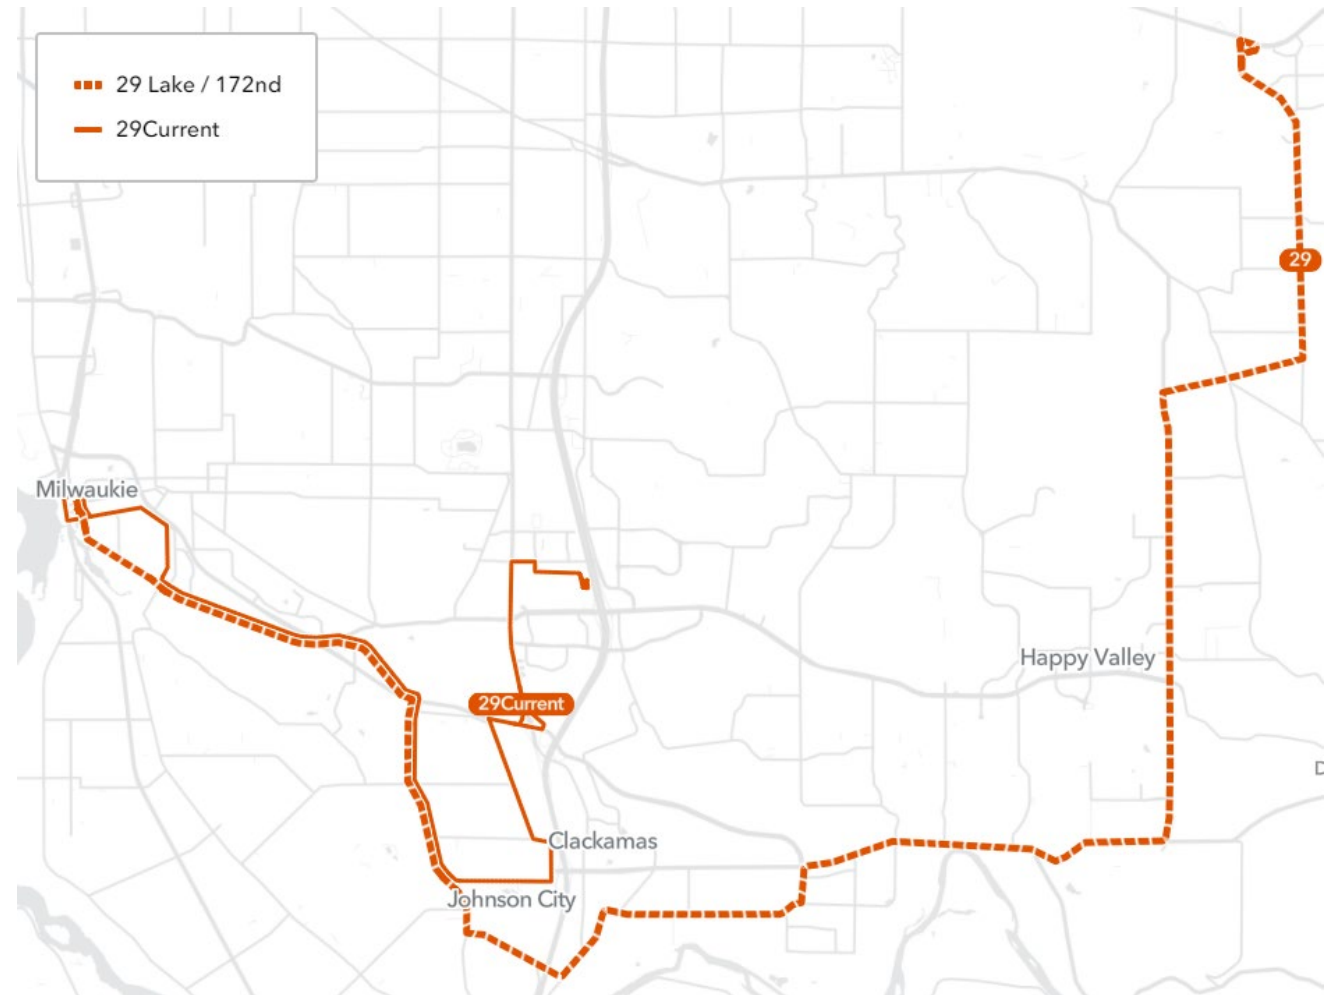 29 Lake / 172nd
29Current
29
Milwaukie
Happy Valley
29Current
D
Clackamas
Johnson City